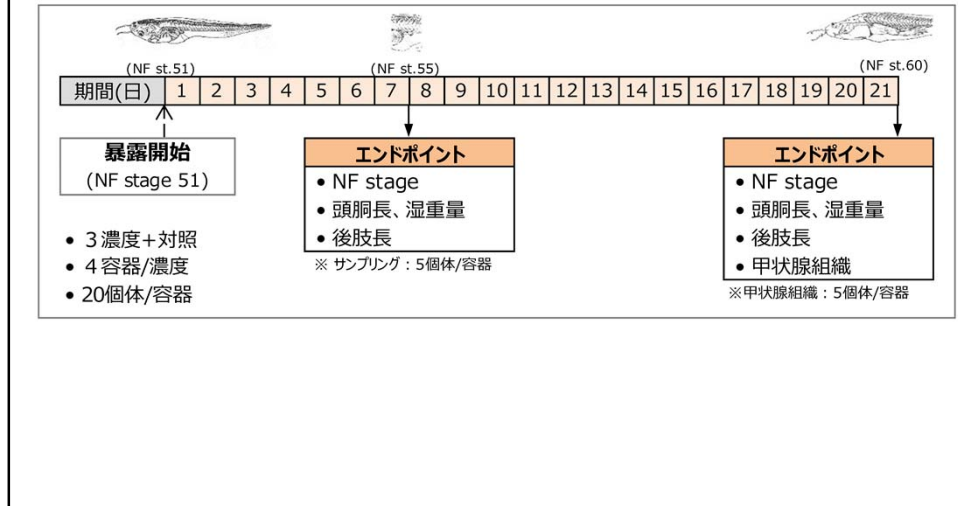 (NF st.51)
(NF st.55)
(NF st.60)
期間(日) 1 2 3 4 5 6 7 8 9 10 11 12 13 14 15 16 17 18 19 20 21
暴露開始
(NF stage 51)
• 3濃度+対照
• 4容器/濃度
• 20個体/容器
エンドポイント
• NF stage
• 頭胴長、湿重量
• 後肢長
※ サンプリング：5個体/容器
エンドポイント
• NF stage
• 頭胴長、湿重量
• 後肢長
• 甲状腺組織
※甲状腺組織：5個体/容器